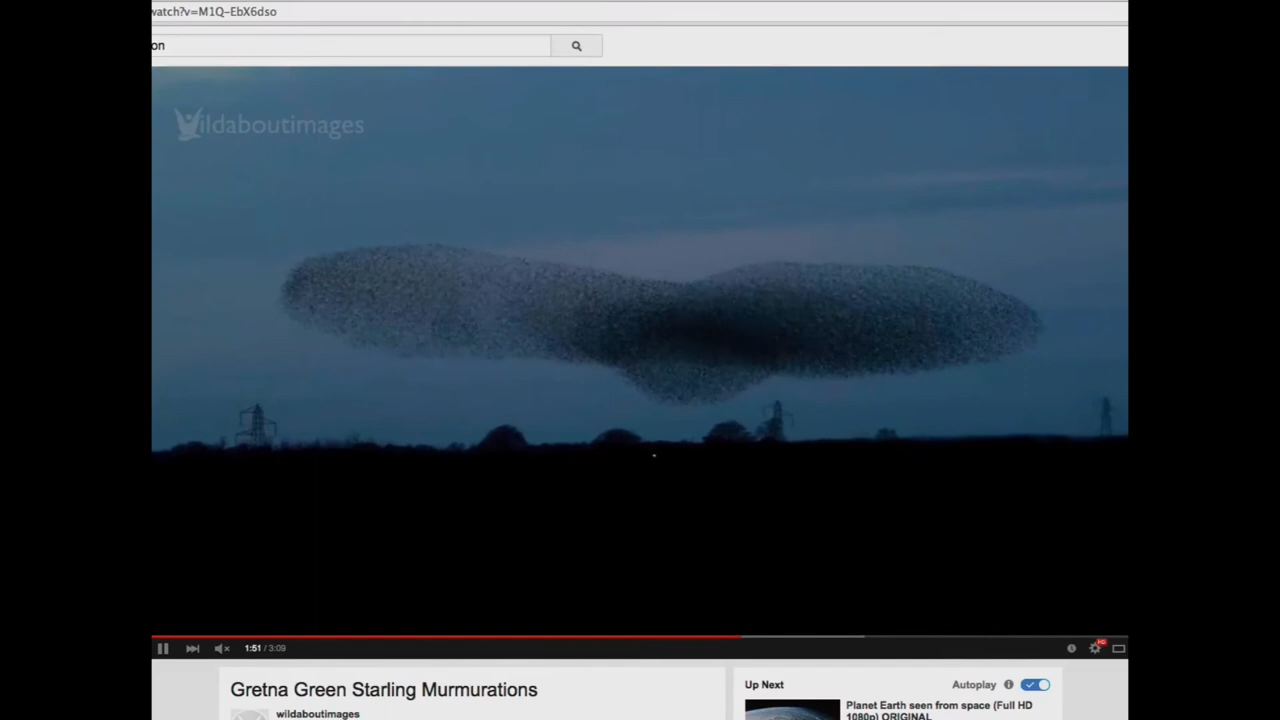 watch?v=M1Q-EbX6dso
on
Wildaboutimages
1:51 / 3:09
HD
Gretna Green Starling Murmurations
wildaboutimages
Up Next
Autoplay
Planet Earth seen from space (Full HD
1080p) ORIGINAL